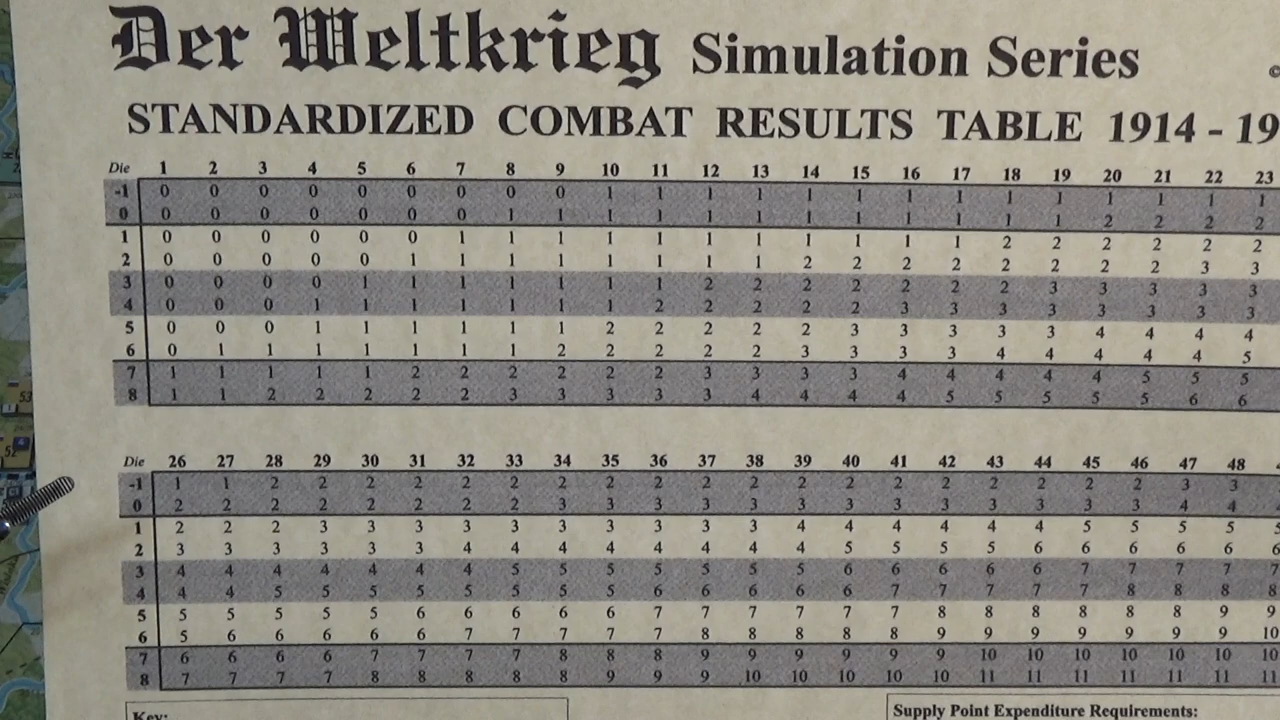 Der Weltkrieg Simulation Series ©
STANDARDIZED COMBAT RESULTS TABLE 1914 - 19
Die 1 2 3 4 5 6 7 8 9 10 11 12 13 14 15 16 17 18 19 20 21 22 23
-1 0 0 0 0 0 0 0 0 0 1 1 1 1 1 1 1 1 1 1 1 1 1 1
0 0 0 0 0 0 0 0 1 1 1 1 1 1 1 1 1 1 1 1 2 2 2 2
1 0 0 0 0 0 0 1 1 1 1 1 1 1 1 1 1 1 2 2 2 2 2 2
2 0 0 0 0 0 1 1 1 1 1 1 1 1 2 2 2 2 2 2 2 2 3 3
3 0 0 0 0 1 1 1 1 1 1 1 2 2 2 2 2 2 2 3 3 3 3 3
4 0 0 0 1 1 1 1 1 1 1 2 2 2 2 2 3 3 3 3 3 3 3 3
5 0 0 0 1 1 1 1 1 1 2 2 2 2 2 3 3 3 3 3 4 4 4 4
6 0 1 1 1 1 1 1 1 2 2 2 2 2 3 3 3 3 4 4 4 4 4 5
7 1 1 1 1 1 2 2 2 2 2 2 3 3 3 3 4 4 4 4 4 5 5 5
8 1 1 2 2 2 2 2 3 3 3 3 3 4 4 4 4 5 5 5 5 5 6 6
Die 26 27 28 29 30 31 32 33 34 35 36 37 38 39 40 41 42 43 44 45 46 47 48
-1 1 1 2 2 2 2 2 2 2 2 2 2 2 2 2 2 2 2 2 2 2 3 3
0 2 2 2 2 2 2 2 2 3 3 3 3 3 3 3 3 3 3 3 3 3 4 4
1 2 2 2 3 3 3 3 3 3 3 3 3 3 4 4 4 4 4 4 5 5 5 5
2 3 3 3 3 3 3 4 4 4 4 4 4 4 4 5 5 5 5 6 6 6 6 6 6
3 4 4 4 4 4 4 4 5 5 5 5 5 5 5 6 6 6 6 6 7 7 7 7 7
4 4 4 5 5 5 5 5 5 5 5 6 6 6 6 6 7 7 7 7 7 8 8 8 8
5 5 5 5 5 5 6 6 6 6 6 7 7 7 7 7 7 8 8 8 8 8 8 9 9
6 5 6 6 6 6 6 7 7 7 7 7 8 8 8 8 8 9 9 9 9 9 9 9 10
7 6 6 6 6 7 7 7 7 8 8 8 9 9 9 9 9 9 10 10 10 10 10 10 10
8 7 7 7 7 8 8 8 8 8 9 9 9 10 10 10 10 10 11 11 11 11 11 11 11
Key:
Supply Point Expenditure Requirements: